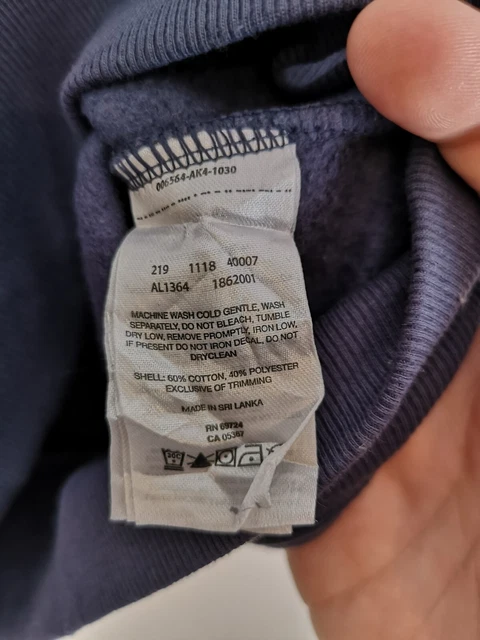 006564-AK4-1030
219 1118 40007
AL1364 1862001
MACHINE WASH COLD GENTLE, WASH
SEPARATELY, DO NOT BLEACH, TUMBLE
DRY LOW, REMOVE PROMPTLY, IRON LOW,
IF PRESENT DO NOT IRON DECAL, DO NOT
DRYCLEAN
SHELL: 60% COTTON, 40% POLYESTER
EXCLUSIVE OF TRIMMING
MADE IN SRI LANKA
RN 69724
CA 05367
30C